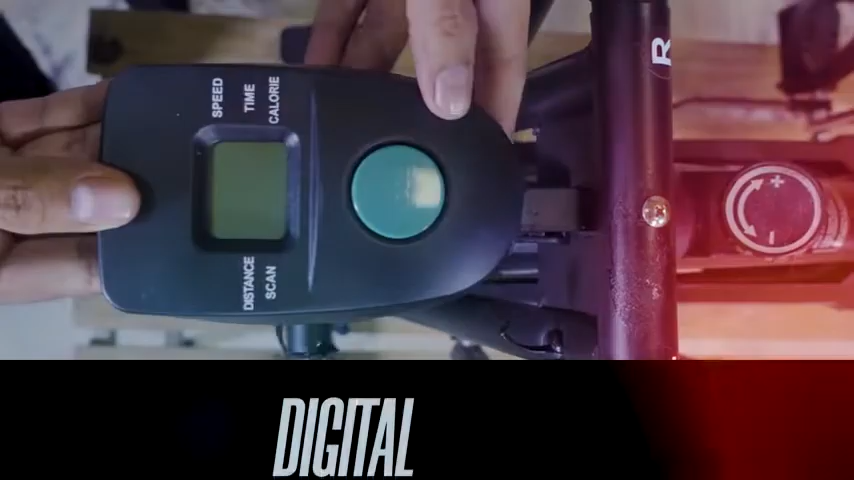 SPEED
TIME
CALORIE
DISTANCE
SCAN
R
+
-
DIGITAL